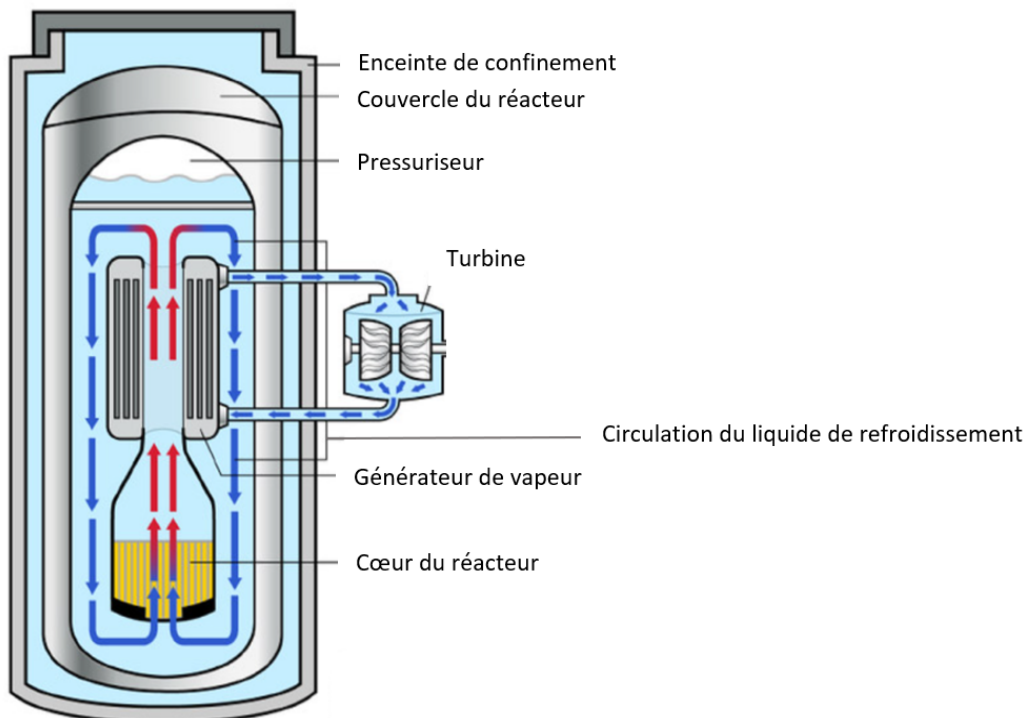 Enceinte de confinement
Couvercle du réacteur
Pressuriseur
Turbine
Circulation du liquide de refroidissement
Générateur de vapeur
Cœur du réacteur